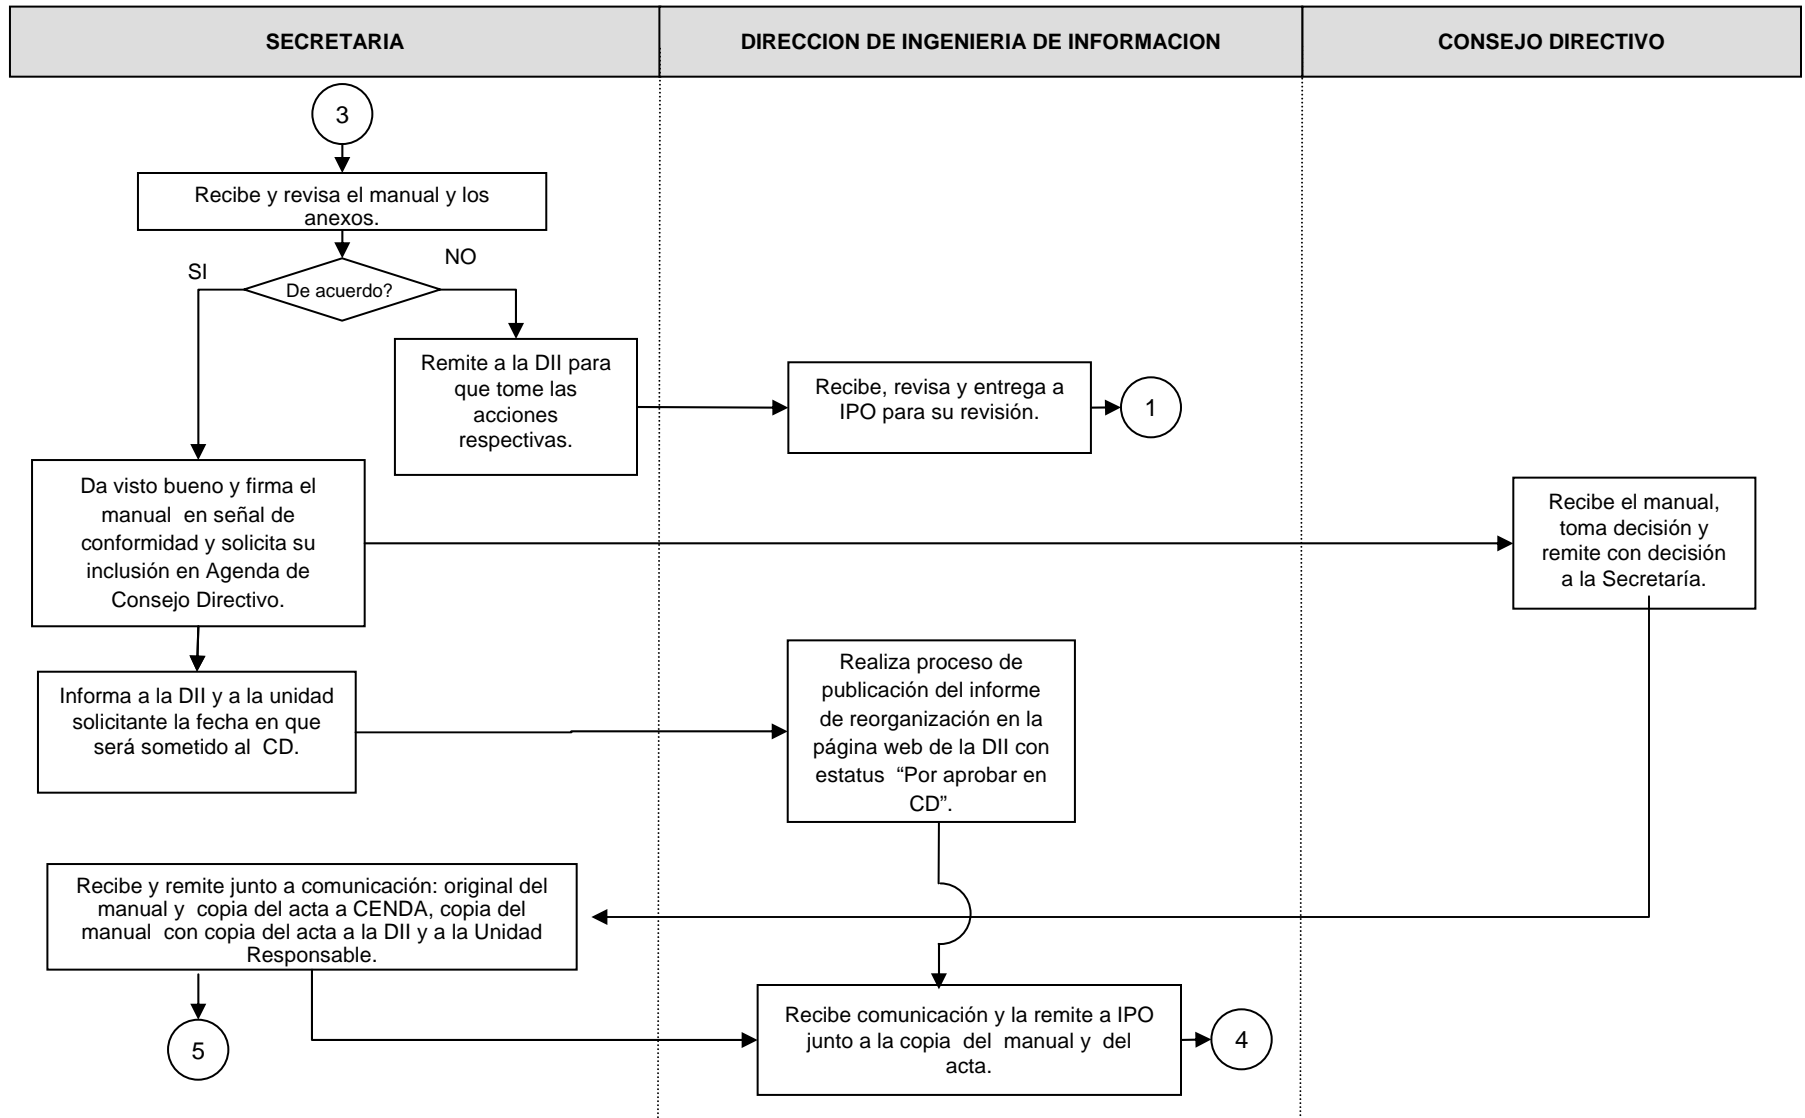 SECRETARIA
DIRECCION DE INGENIERIA DE INFORMACION
CONSEJO DIRECTIVO
3
Recibe y revisa el manual y los
anexos.
SI
NO
De acuerdo?
Remite a la DII para
que tome las
acciones
respectivas.
Recibe, revisa y entrega a
IPO para su revisión.
1
Da visto bueno y firma el
manual en señal de
conformidad y solicita su
inclusión en Agenda de
Consejo Directivo.
Recibe el manual,
toma decisión y
remite con decisión
a la Secretaría.
Informa a la DII y a la unidad
solicitante la fecha en que
será sometido al CD.
Realiza proceso de
publicación del informe
de reorganización en la
página web de la DII con
estatus “Por aprobar en
CD”.
Recibe y remite junto a comunicación: original del
manual y copia del acta a CENDA, copia del
manual con copia del acta a la DII y a la Unidad
Responsable.
5
Recibe comunicación y la remite a IPO
junto a la copia del manual y del
acta.
4